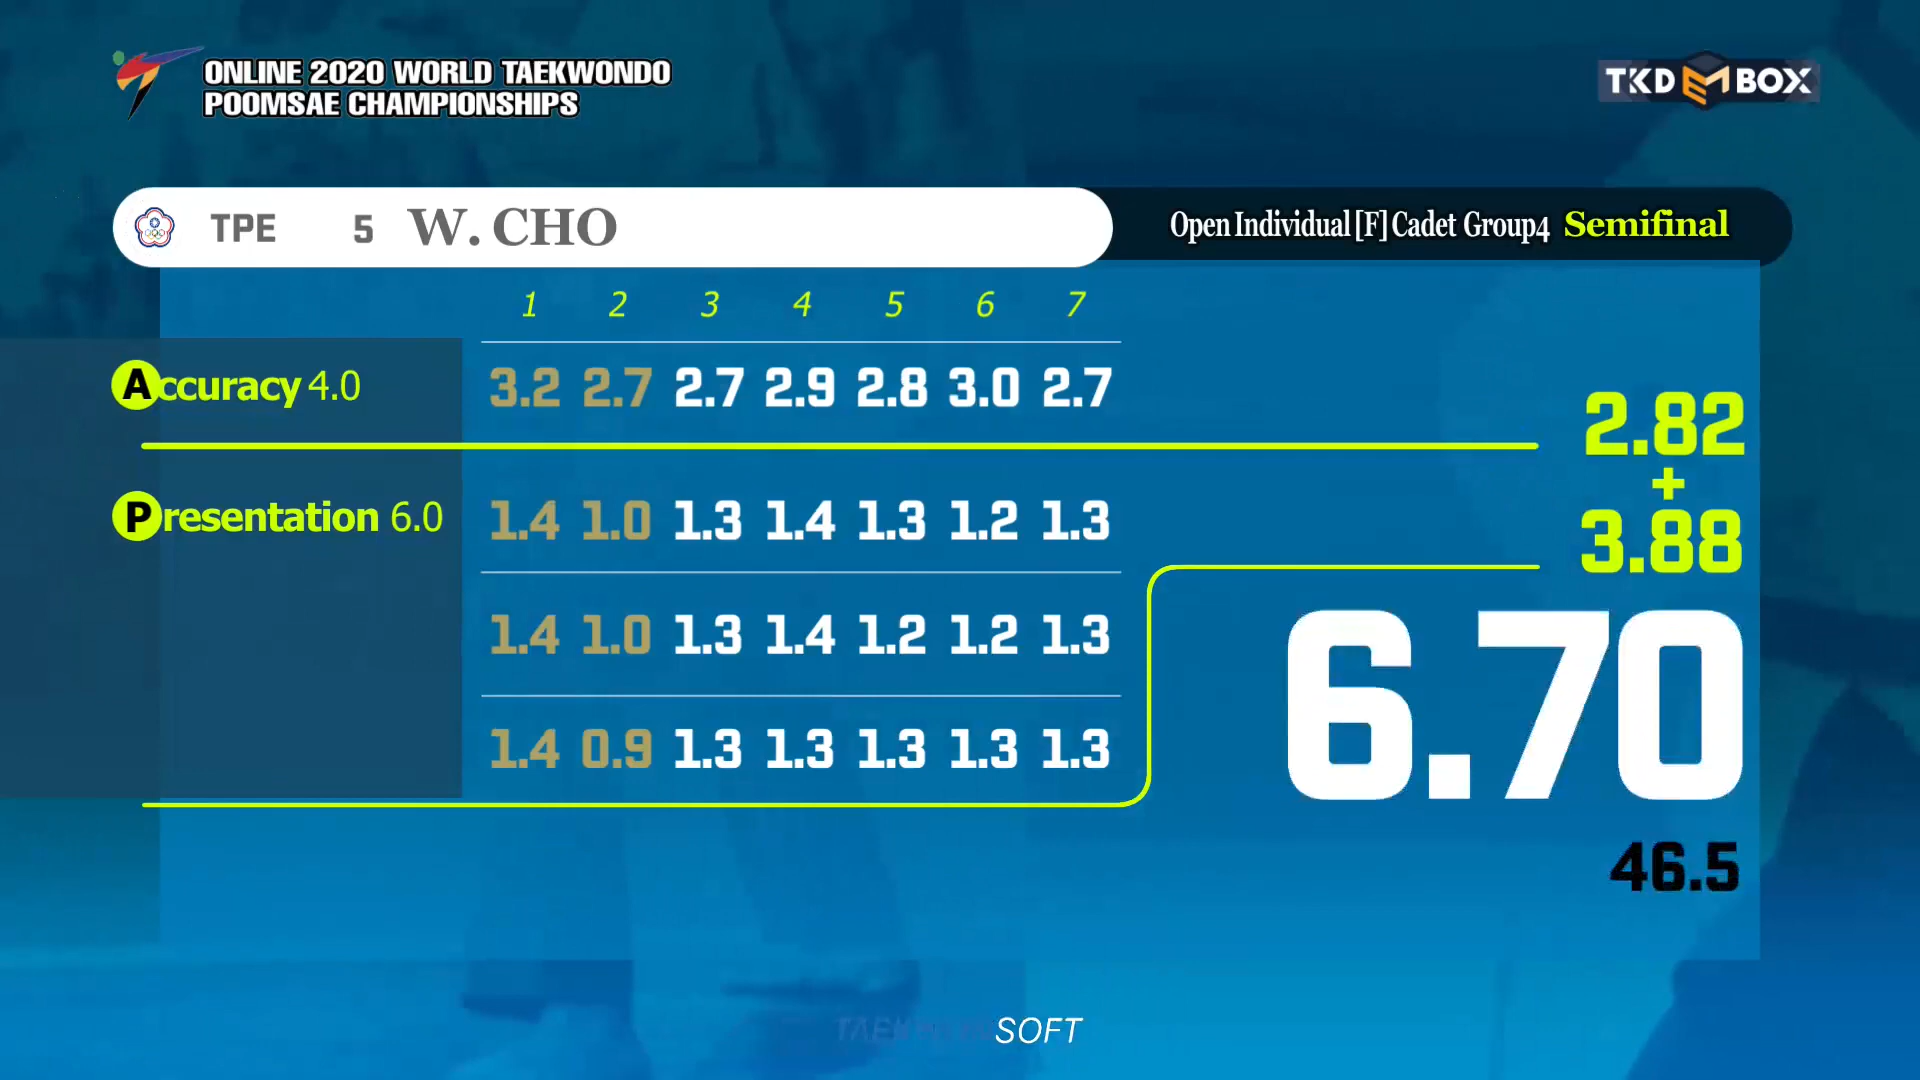 ONLINE 2020 WORLD TAEKWONDO
POOMSAE CHAMPIONSHIPS
TKD BOX
TPE 5 W. CHO
Open Individual [F] Cadet Group4 Semifinal
1 2 3 4 5 6 7
Accuracy 4.0 3.2 2.7 2.7 2.9 2.8 3.0 2.7
2.82
+
Presentation 6.0 1.4 1.0 1.3 1.4 1.3 1.2 1.3
3.88
1.4 1.0 1.3 1.4 1.2 1.2 1.3
6.70
1.4 0.9 1.3 1.3 1.3 1.3 1.3
46.5
SOFT